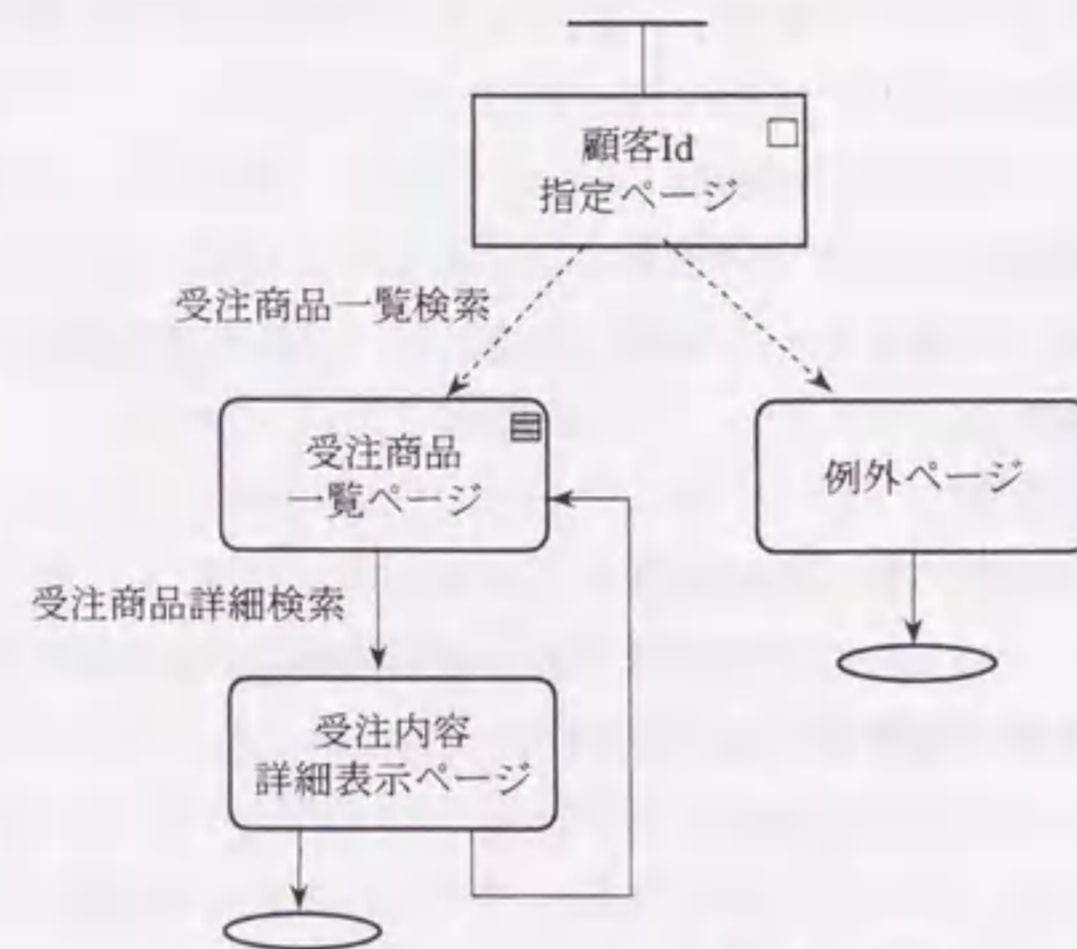 顧客Id
指定ページ
受注商品一覧検索
受注商品
一覧ページ
例外ページ
受注商品詳細検索
受注内容
詳細表示ページ